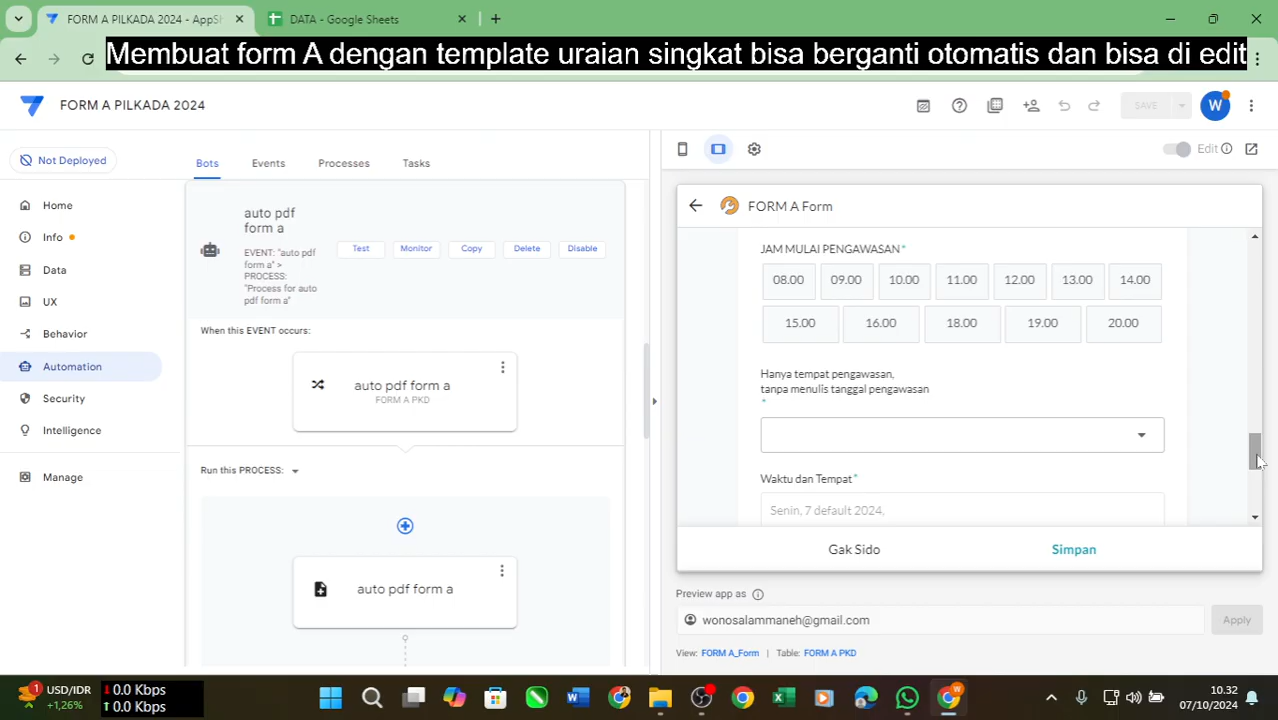 FORM A PILKADA 2024 - AppSh
DATA - Google Sheets
Membuat form A dengan template uraian singkat bisa berganti otomatis dan bisa di edit
FORM A PILKADA 2024
SAVE
W
Not Deployed
Home
Info
Data
UX
Behavior
Automation
Security
Intelligence
Manage
Bots
Events
Processes
Tasks
auto pdf
form a
EVENT: "auto pdf
form a" >
PROCESS:
"Process for auto
pdf form a"
Test
Monitor
Copy
Delete
Disable
When this EVENT occurs:
auto pdf form a
FORM A PKD
Run this PROCESS:
auto pdf form a
Edit
FORM A Form
JAM MULAI PENGAWASAN*
08.00
09.00
10.00
11.00
12.00
13.00
14.00
15.00
16.00
18.00
19.00
20.00
Hanya tempat pengawasan,
tanpa menulis tanggal pengawasan
*
Waktu dan Tempat*
Senin, 7 default 2024,
Gak Sido
Simpan
Preview app as
wonosalammaneh@gmail.com
Apply
View: FORM A_Form | Table: FORM A PKD
1
USD/IDR
+1,26%
0.0 Kbps
0.0 Kbps
W
10.32
07/10/2024